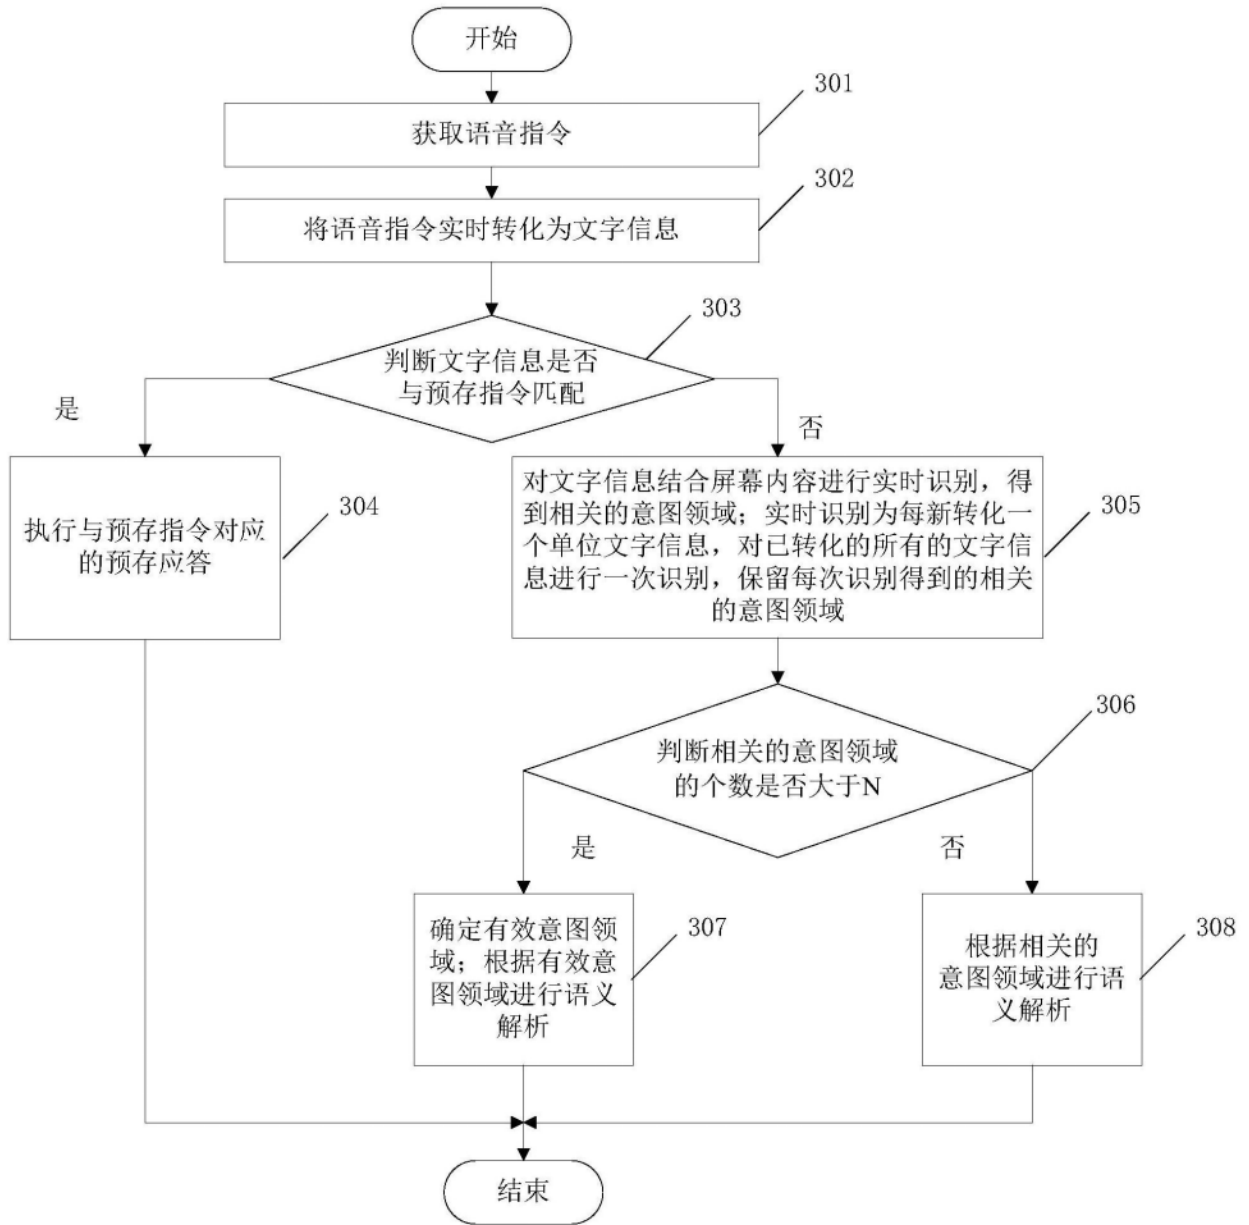 开始
301
获取语音指令
302
将语音指令实时转化为文字信息
303
判断文字信息是否
与预存指令匹配
是
否
304
执行与预存指令对应
的预存应答
305
对文字信息结合屏幕内容进行实时识别，得
到相关的意图领域；实时识别为每新转化一
个单位文字信息，对已转化的所有的文字信
息进行一次识别，保留每次识别得到的相关
的意图领域
306
判断相关的意图领域
的个数是否大于N
是
否
307
确定有效意图领
域；根据有效意
图领域进行语义
解析
308
根据相关的
意图领域进行语
义解析
结束